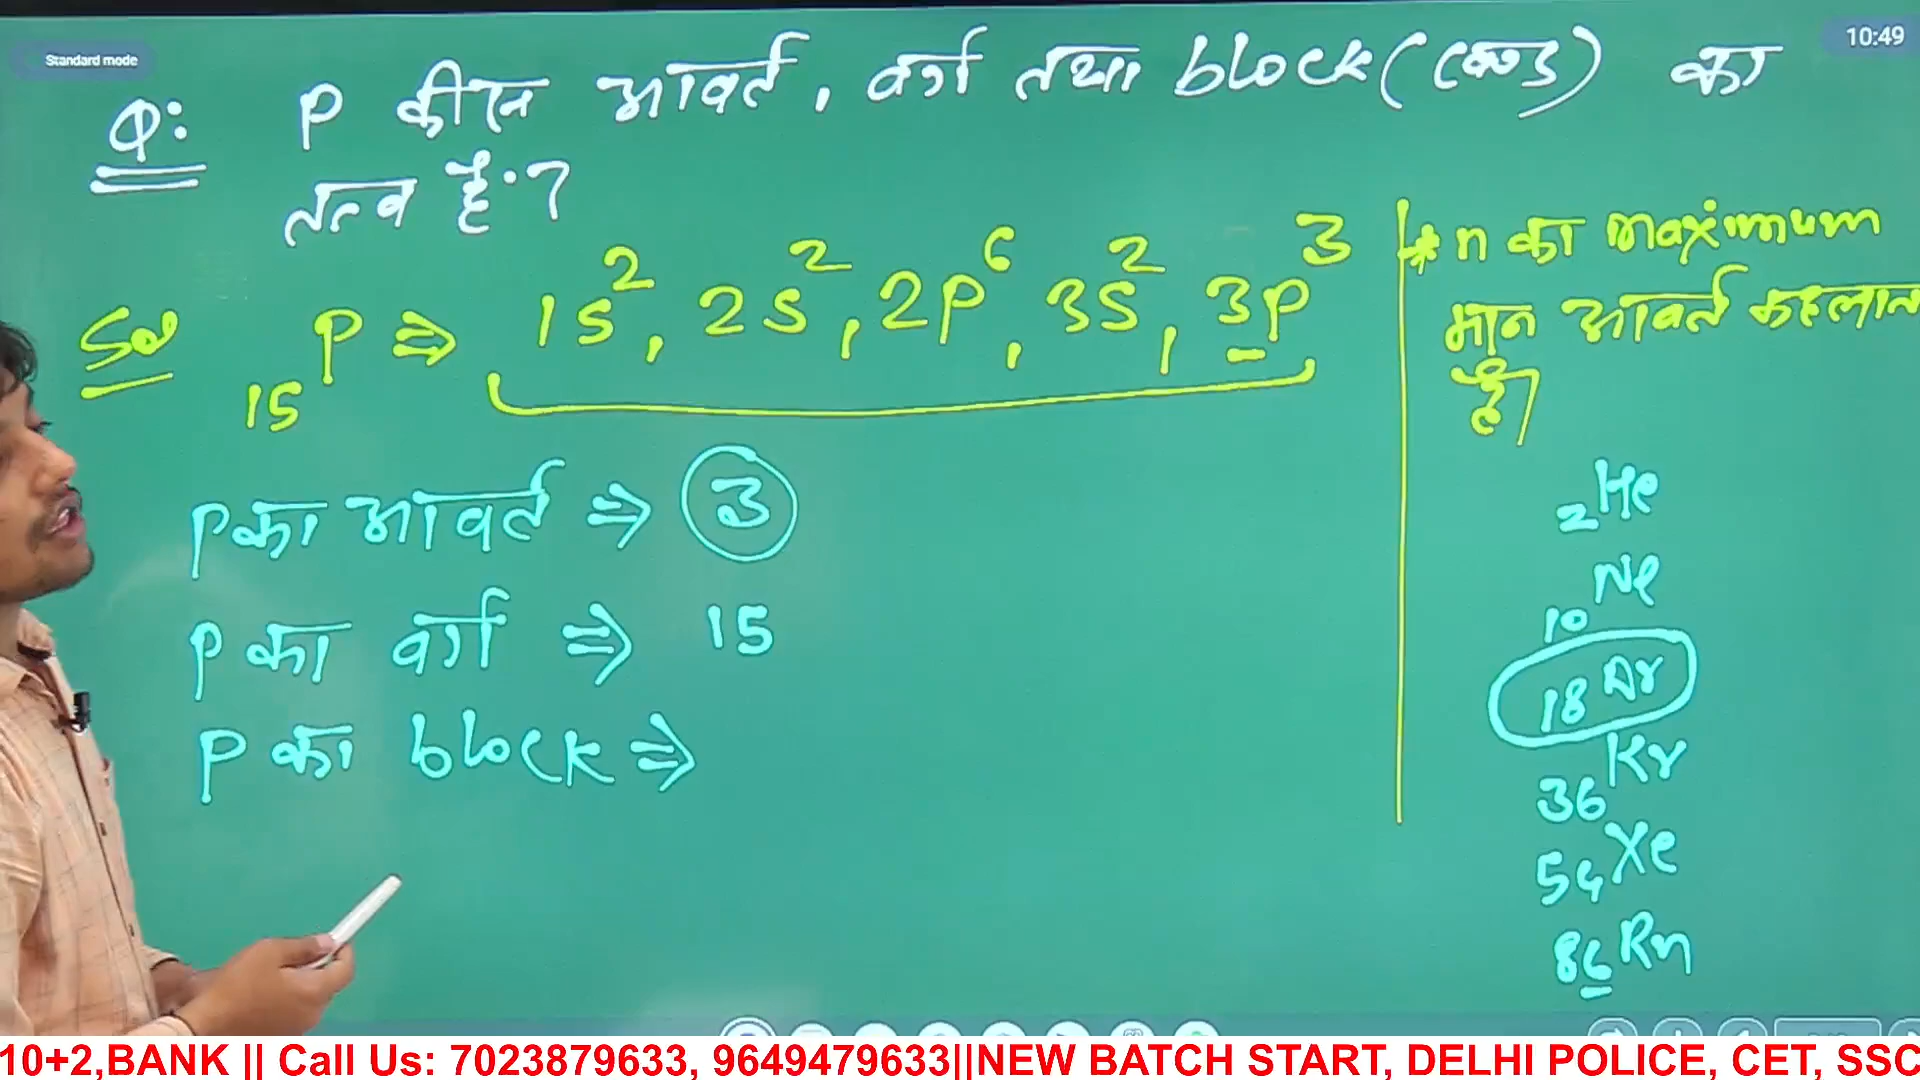 Standard mode
10:49
Q: P कौन आवर्त, वर्ग तथा block (खण्ड) का
तत्व है?
Sol ₁₅P ⇒ 1s², 2s², 2p⁶, 3s², 3p³
* n का maximum
मान आवर्त कहलाता
है।
P का आवर्त ⇒ 3
P का वर्ग ⇒ 15
P का block ⇒
₂He
₁₀Ne
₁₈Ar
₃₆Kr
₅₄Xe
₈₆Rn
10+2,BANK || Call Us: 7023879633, 9649479633||NEW BATCH START, DELHI POLICE, CET, SSC